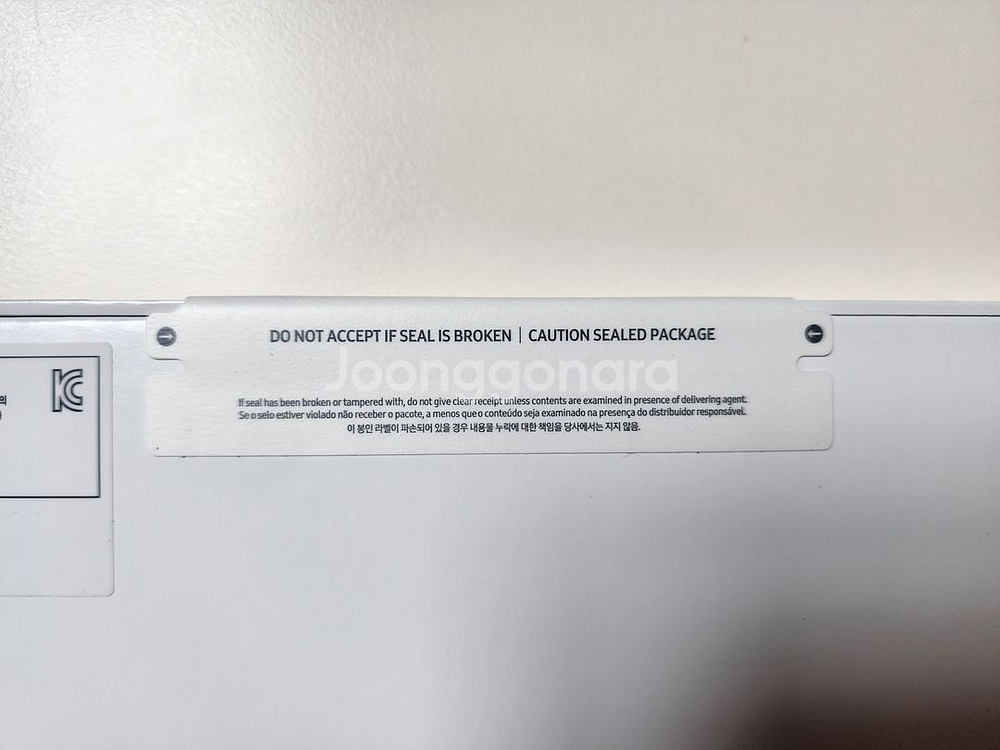 DO NOT ACCEPT IF SEAL IS BROKEN | CAUTION SEALED PACKAGE
Joonggonara
If seal has been broken or tampered with, do not give clear receipt unless contents are examined in presence of delivering agent.
Se o selo estiver violado não receber o pacote, a menos que o conteúdo seja examinado na presença do distribuidor responsável.
이 봉인 라벨이 파손되어 있을 경우 내용물 누락에 대한 책임을 당사에서는 지지 않음.
의
)
KC